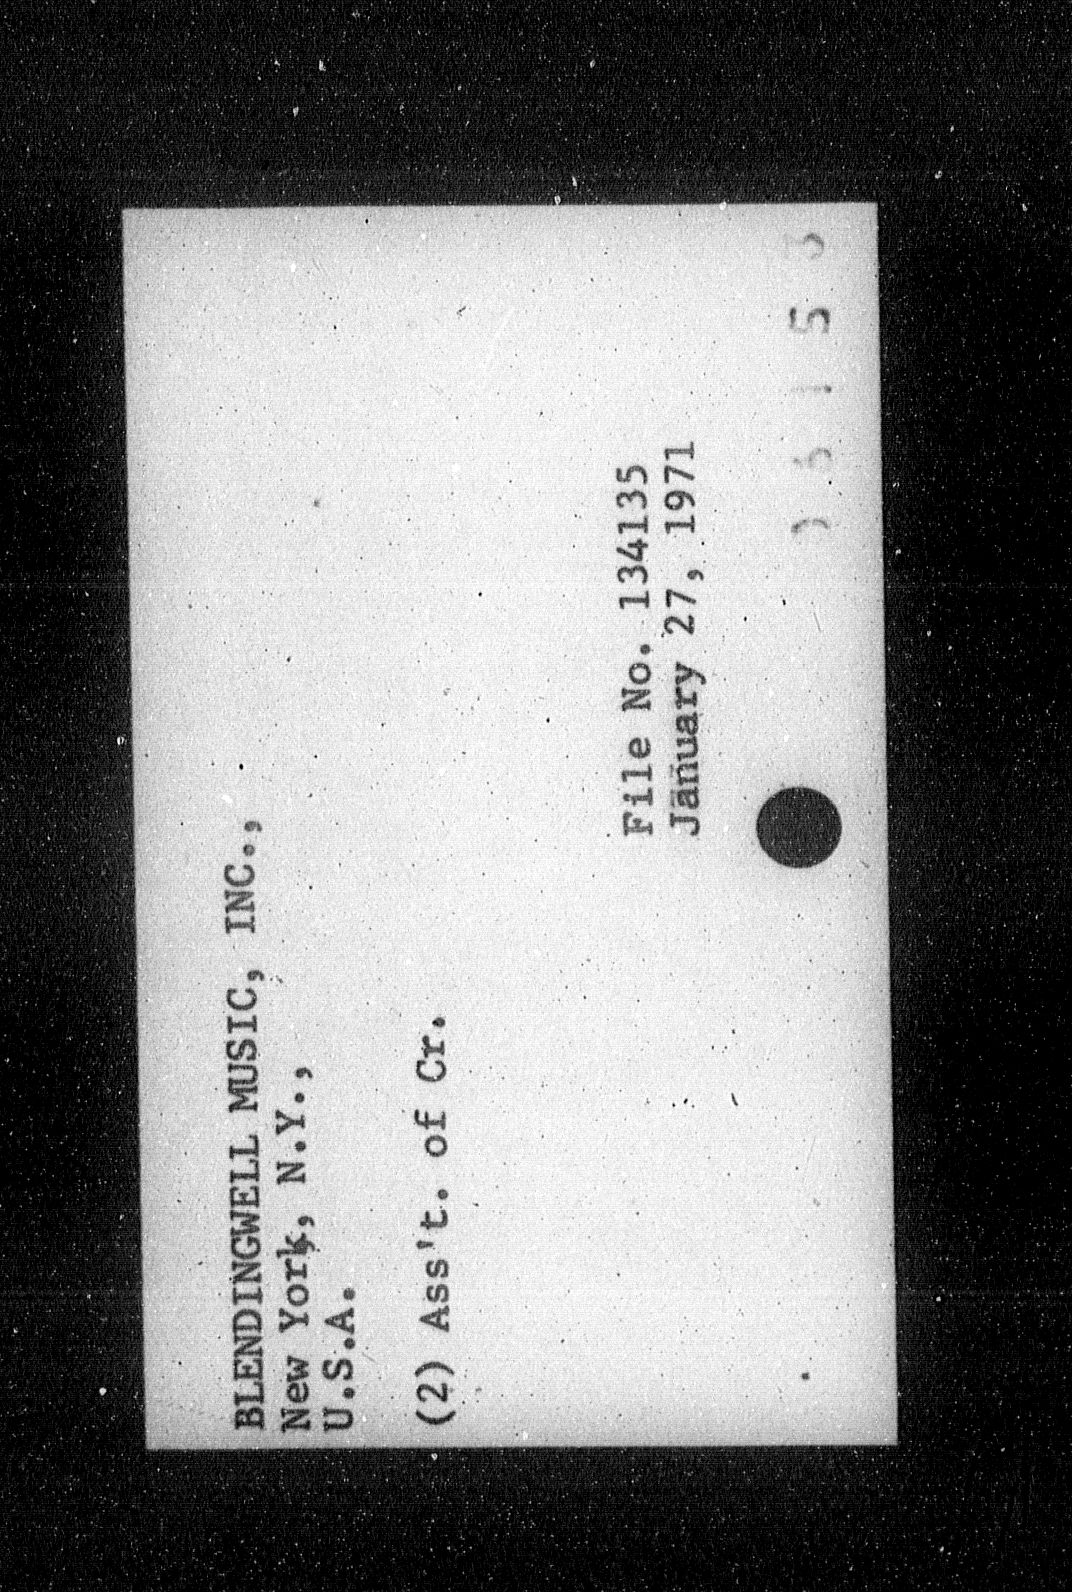 BLENDINGWELL MUSIC, INC.,
New York, N.Y.,
U.S.A.
(2) Ass't. of Cr.
File No. 134135
January 27, 1971